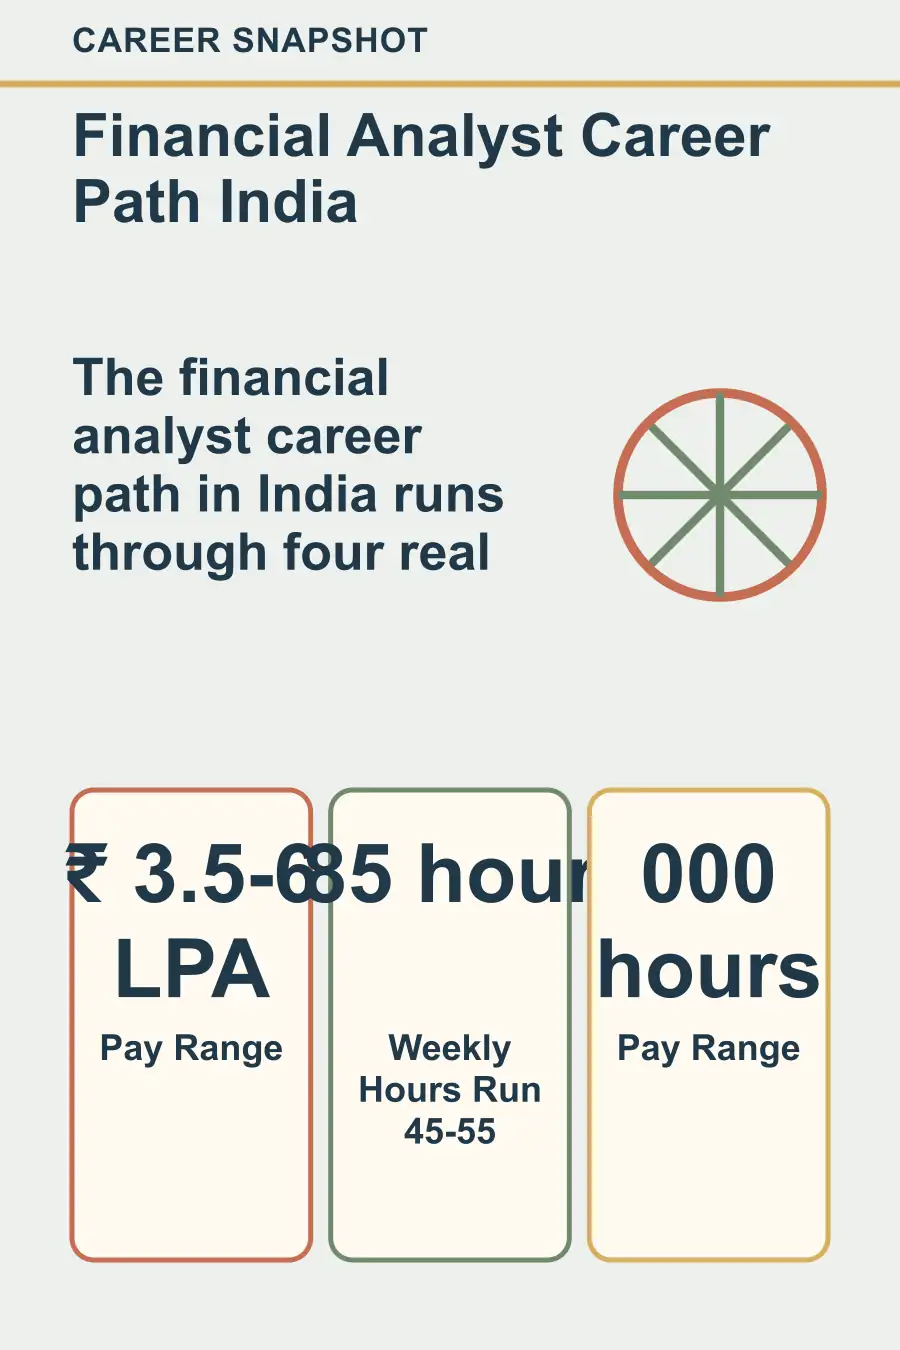 CAREER SNAPSHOT
Financial Analyst Career
Path India
The financial
analyst career
path in India runs
through four real
₹ 3.5-6
LPA
Pay Range
85 hour
Weekly
Hours Run
45-55
000
hours
Pay Range